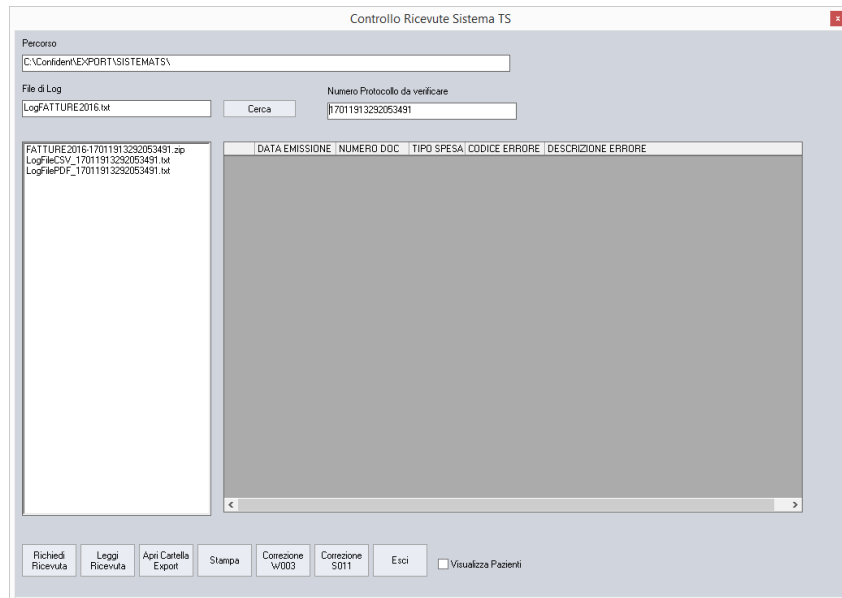 Controllo Ricevute Sistema TS
x
Percorso
C:\Confident\EXPORT\SISTEMATS\
File di Log
Numero Protocollo da verificare
LogFATTURE2016.txt
Cerca
17011913292053491
FATTURE2016-17011913292053491.zip
LogFileCSV_17011913292053491.txt
LogFilePDF_17011913292053491.txt
DATA EMISSIONE NUMERO DOC TIPO SPESA CODICE ERRORE DESCRIZIONE ERRORE
Richiedi Ricevuta
Leggi Ricevuta
Apri Cartella Export
Stampa
Correzione W003
Correzione S011
Esci
Visualizza Pazienti